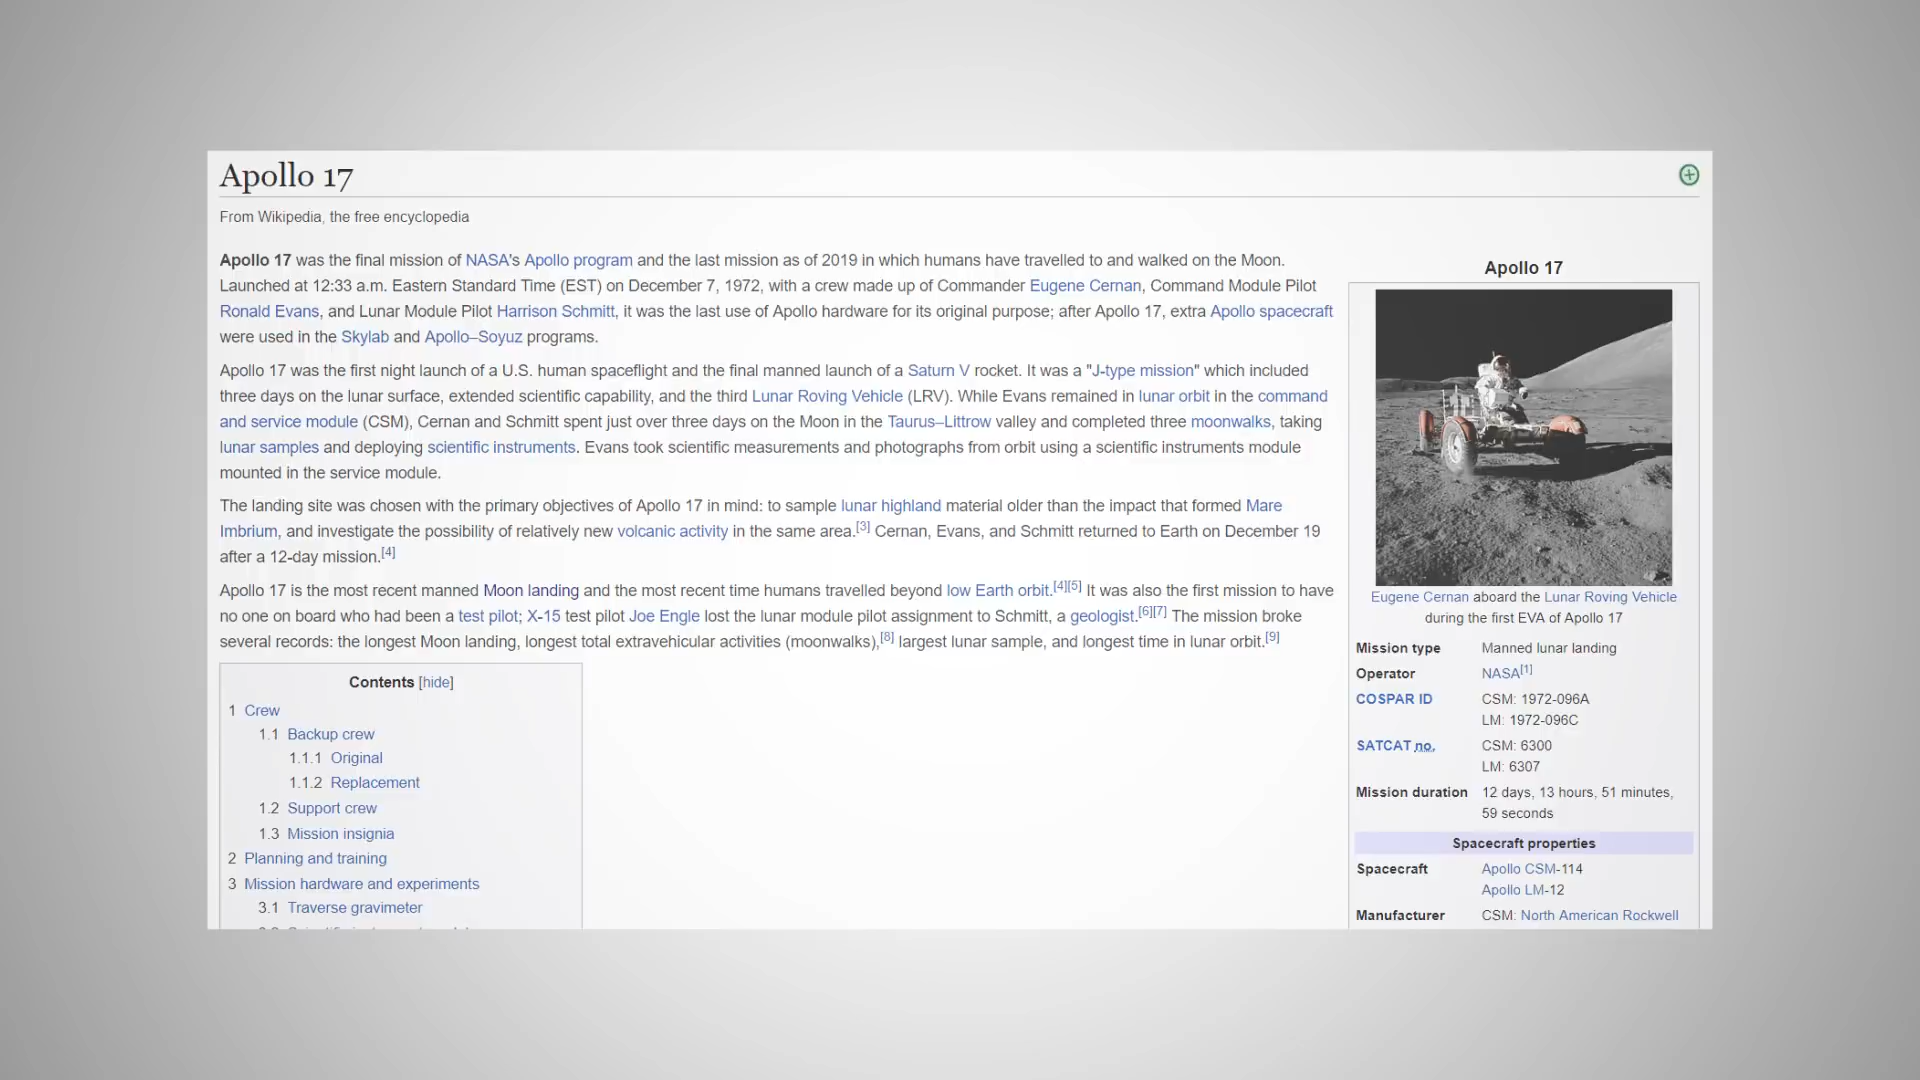 Apollo 17
From Wikipedia, the free encyclopedia
Apollo 17 was the final mission of NASA's Apollo program and the last mission as of 2019 in which humans have travelled to and walked on the Moon.
Launched at 12:33 a.m. Eastern Standard Time (EST) on December 7, 1972, with a crew made up of Commander Eugene Cernan, Command Module Pilot
Ronald Evans, and Lunar Module Pilot Harrison Schmitt, it was the last use of Apollo hardware for its original purpose; after Apollo 17, extra Apollo spacecraft
were used in the Skylab and Apollo–Soyuz programs.
Apollo 17 was the first night launch of a U.S. human spaceflight and the final manned launch of a Saturn V rocket. It was a "J-type mission" which included
three days on the lunar surface, extended scientific capability, and the third Lunar Roving Vehicle (LRV). While Evans remained in lunar orbit in the command
and service module (CSM), Cernan and Schmitt spent just over three days on the Moon in the Taurus–Littrow valley and completed three moonwalks, taking
lunar samples and deploying scientific instruments. Evans took scientific measurements and photographs from orbit using a scientific instruments module
mounted in the service module.
The landing site was chosen with the primary objectives of Apollo 17 in mind: to sample lunar highland material older than the impact that formed Mare
Imbrium, and investigate the possibility of relatively new volcanic activity in the same area.[3] Cernan, Evans, and Schmitt returned to Earth on December 19
after a 12-day mission.[4]
Apollo 17 is the most recent manned Moon landing and the most recent time humans travelled beyond low Earth orbit.[4][5] It was also the first mission to have
no one on board who had been a test pilot; X-15 test pilot Joe Engle lost the lunar module pilot assignment to Schmitt, a geologist.[6][7] The mission broke
several records: the longest Moon landing, longest total extravehicular activities (moonwalks),[8] largest lunar sample, and longest time in lunar orbit.[9]
Contents [hide]
1 Crew
1.1 Backup crew
1.1.1 Original
1.1.2 Replacement
1.2 Support crew
1.3 Mission insignia
2 Planning and training
3 Mission hardware and experiments
3.1 Traverse gravimeter
Apollo 17
Eugene Cernan aboard the Lunar Roving Vehicle
during the first EVA of Apollo 17
Mission type Manned lunar landing
Operator NASA[1]
COSPAR ID CSM: 1972-096A
LM: 1972-096C
SATCAT no. CSM: 6300
LM: 6307
Mission duration 12 days, 13 hours, 51 minutes,
59 seconds
Spacecraft properties
Spacecraft Apollo CSM-114
Apollo LM-12
Manufacturer CSM: North American Rockwell